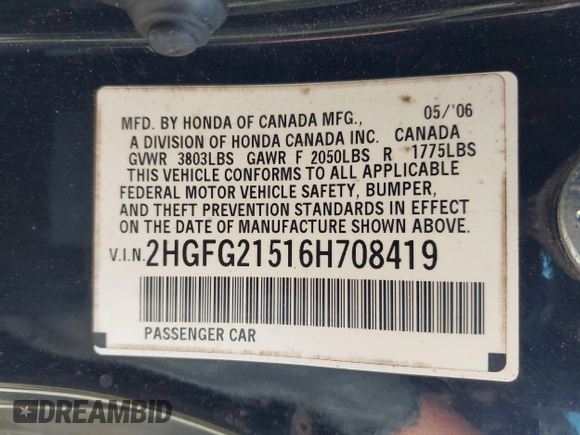 05/'06
MFD. BY HONDA OF CANADA MFG.,
A DIVISION OF HONDA CANADA INC. CANADA
GVWR 3803LBS GAWR F 2050LBS R 1775LBS
THIS VEHICLE CONFORMS TO ALL APPLICABLE
FEDERAL MOTOR VEHICLE SAFETY, BUMPER,
AND THEFT PREVENTION STANDARDS IN EFFECT
ON THE DATE OF MANUFACTURE SHOWN ABOVE.
V.I.N. 2HGFG21516H708419
PASSENGER CAR
DREAMBID